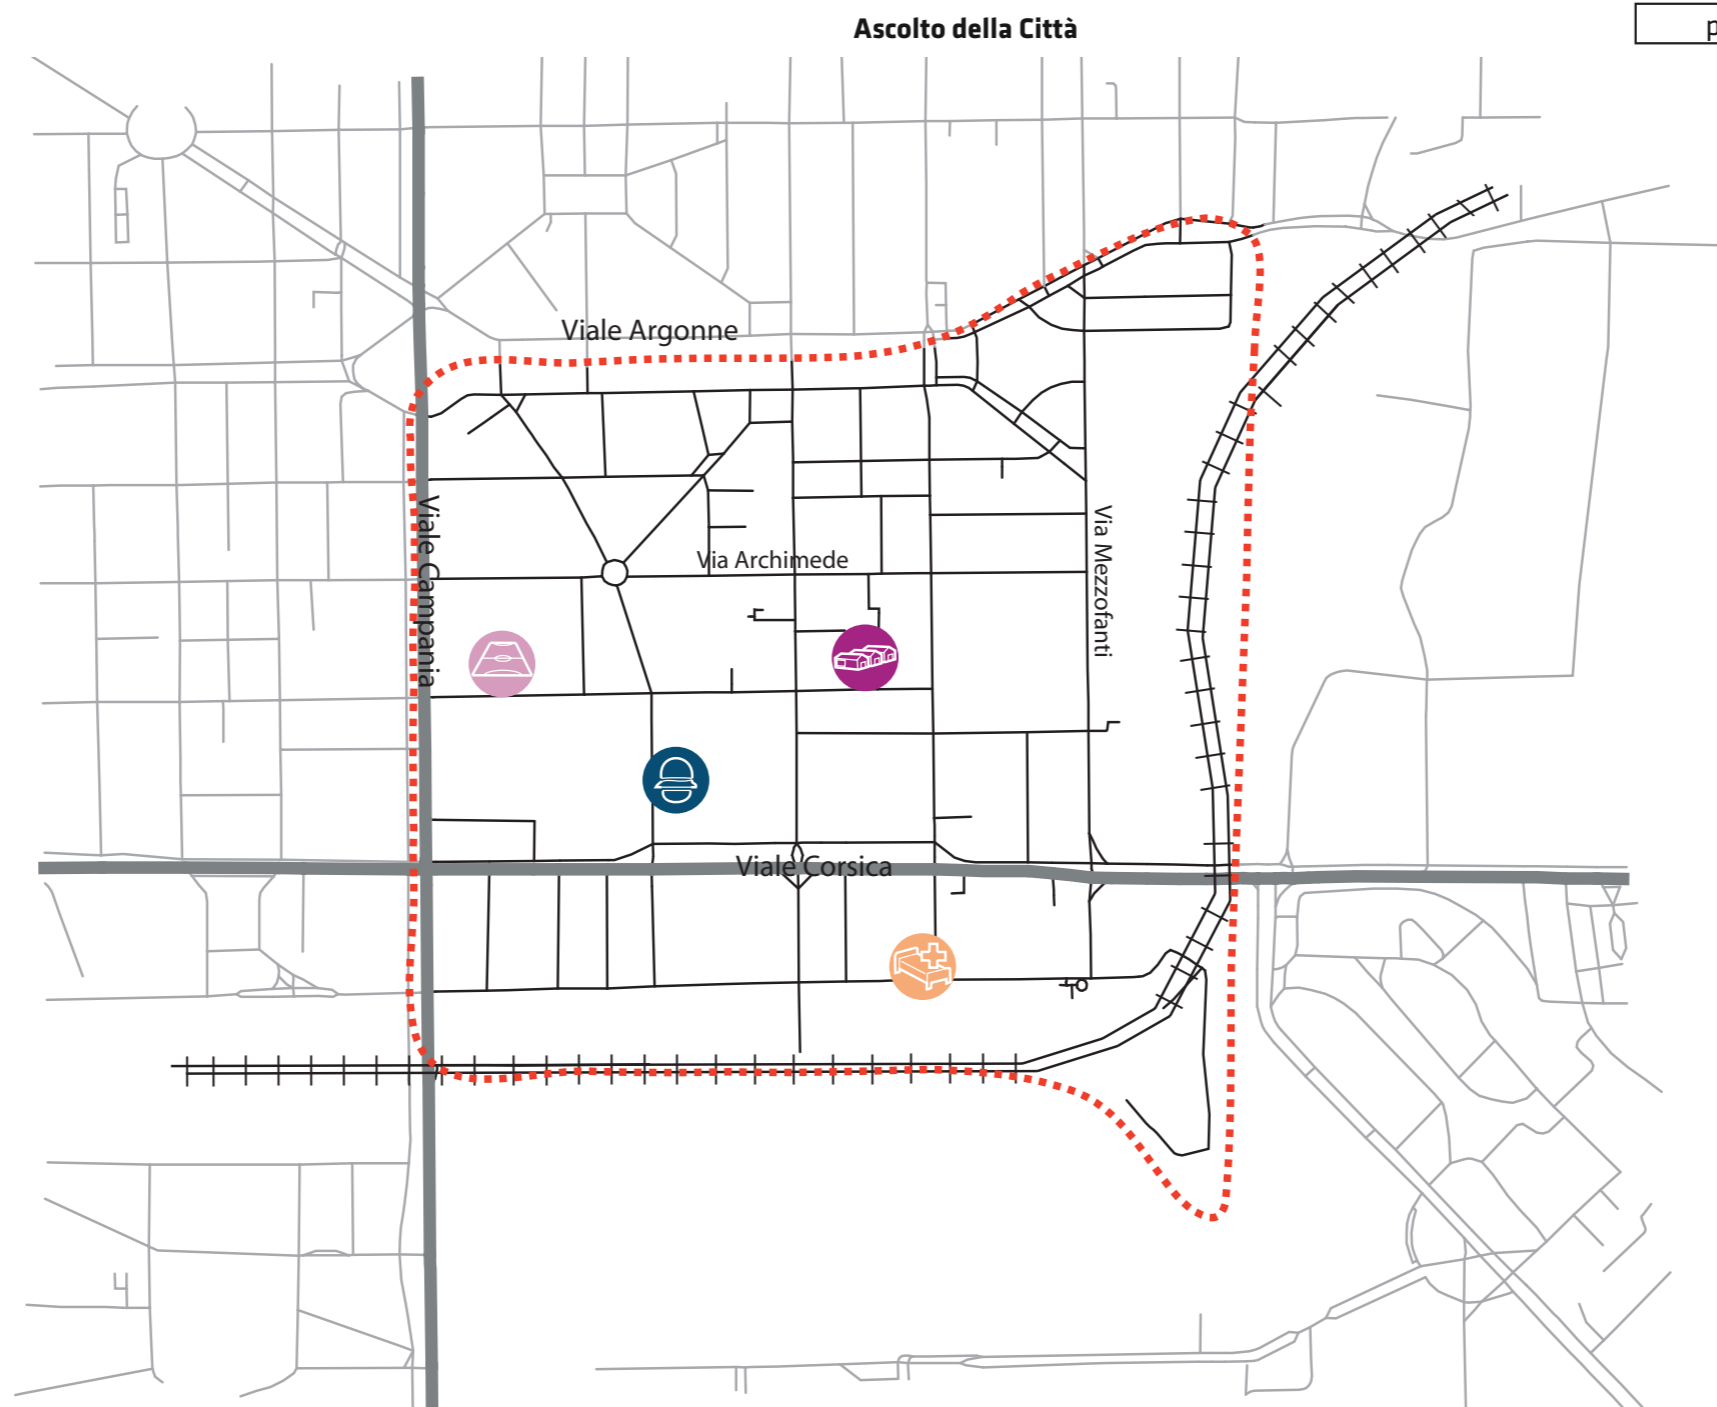 Ascolto della Città
p
Viale Argonne
Viale Campania
Via Archimede
Via Mezzofanti
Viale Corsica